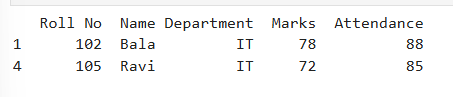 Roll No Name Department Marks Attendance
1 102 Bala IT 78 88
4 105 Ravi IT 72 85